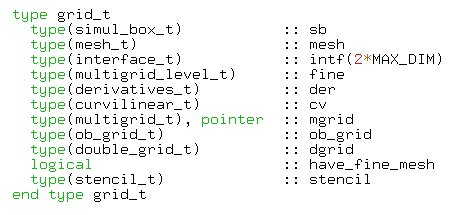 type grid_t
  type(simul_box_t)             :: sb
  type(mesh_t)                  :: mesh
  type(interface_t)             :: intf(2*MAX_DIM)
  type(multigrid_level_t)       :: fine
  type(derivatives_t)           :: der
  type(curvilinear_t)           :: cv
  type(multigrid_t), pointer    :: mgrid
  type(ob_grid_t)               :: ob_grid
  type(double_grid_t)           :: dgrid
  logical                       :: have_fine_mesh
  type(stencil_t)               :: stencil
end type grid_t